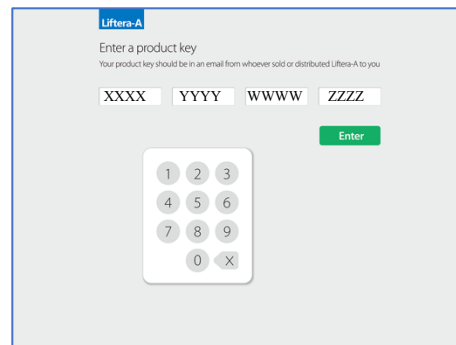 Liftera-A
Enter a product key
Your product key should be in an email from whoever sold or distributed Liftera-A to you
XXXX YYYY WWWW ZZZZ
Enter
1 2 3
4 5 6
7 8 9
0 X